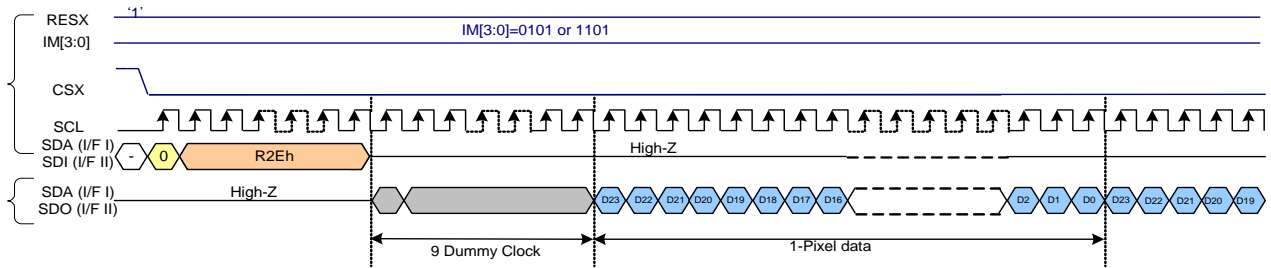 RESX '1'
IM[3:0] IM[3:0]=0101 or 1101
CSX
SCL
SDA (I/F I)
SDI (I/F II) - 0 R2Eh High-Z
SDA (I/F I)
SDO (I/F II) High-Z D23 D22 D21 D20 D19 D18 D17 D16 D2 D1 D0 D23 D22 D21 D20 D19
9 Dummy Clock 1-Pixel data